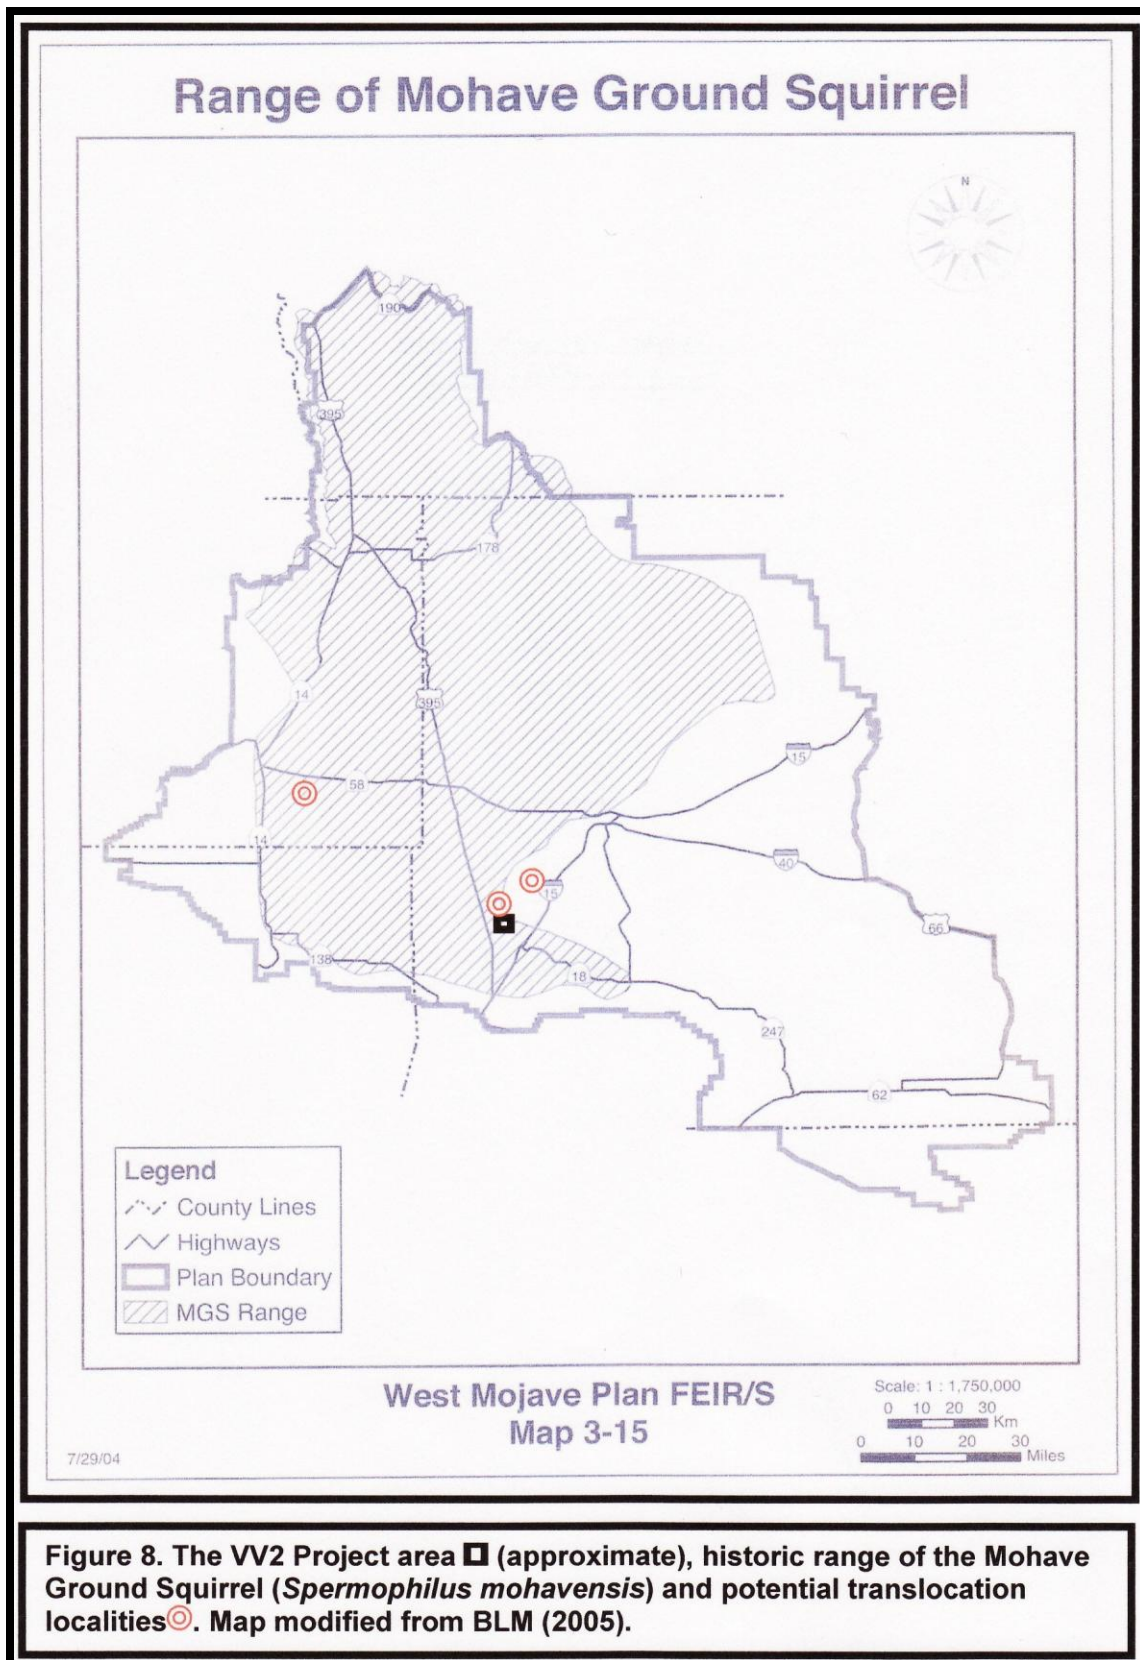 Range of Mohave Ground Squirrel
N
190
395
178
14
395
15
58
14
40
15
66
138
18
247
62
Legend
County Lines
Highways
Plan Boundary
MGS Range
West Mojave Plan FEIR/S
Map 3-15
Scale: 1 : 1,750,000
0 10 20 30
Km
0 10 20 30
Miles
7/29/04
Figure 8. The VV2 Project area (approximate), historic range of the Mohave
Ground Squirrel (Spermophilus mohavensis) and potential translocation
localities. Map modified from BLM (2005).